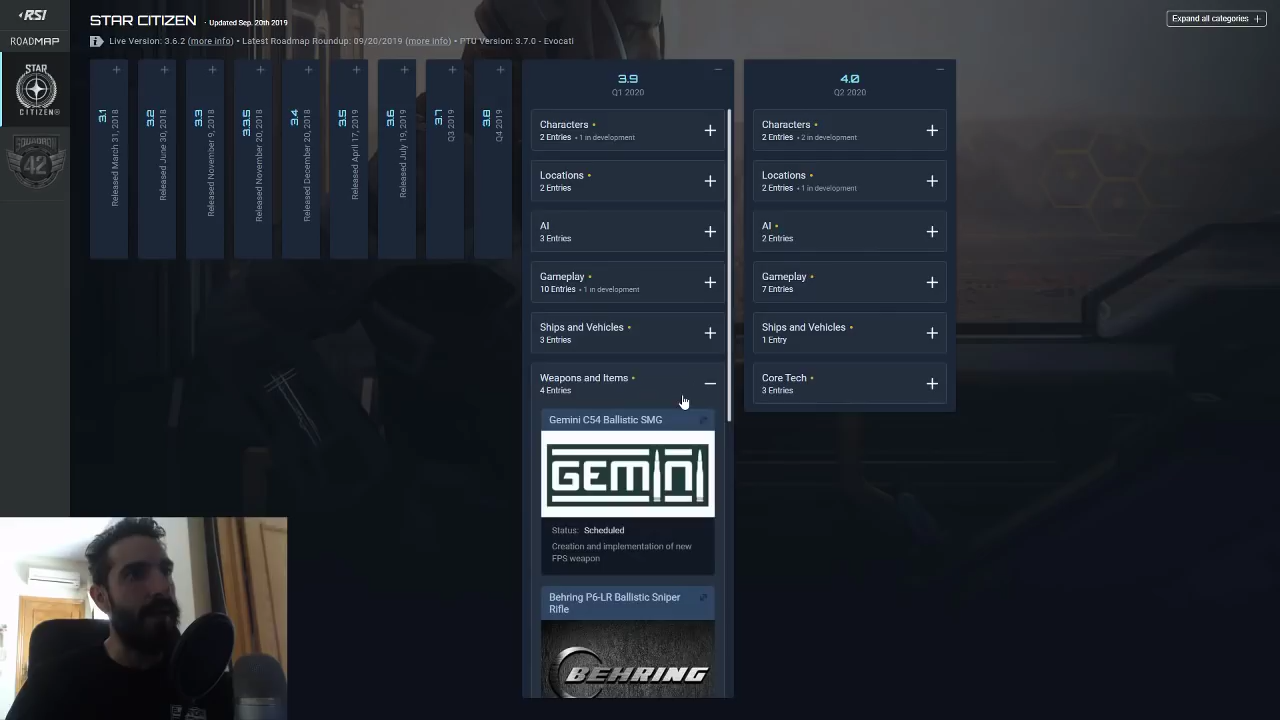 RSI
ROADMAP
STAR CITIZEN®
SQUADRON 42
STAR CITIZEN • Updated Sep. 20th 2019
Expand all categories +
Live Version: 3.6.2 (more info) • Latest Roadmap Roundup: 09/20/2019 (more info) • PTU Version: 3.7.0 - Evocati
3.1 Released March 31, 2018
3.2 Released June 30, 2018
3.3 Released November 9, 2018
3.3.5 Released November 20, 2018
3.4 Released December 20, 2018
3.5 Released April 17, 2019
3.6 Released July 19, 2019
3.7 Q3 2019
3.8 Q4 2019
3.9
Q1 2020
Characters
2 Entries • 1 in development
Locations
2 Entries
AI
3 Entries
Gameplay
10 Entries • 1 in development
Ships and Vehicles
3 Entries
Weapons and Items
4 Entries
Gemini C54 Ballistic SMG
GEMINI
Status: Scheduled
Creation and implementation of new
FPS weapon
Behring P6-LR Ballistic Sniper
Rifle
BEHRING
4.0
Q2 2020
Characters
2 Entries • 2 in development
Locations
2 Entries • 1 in development
AI
2 Entries
Gameplay
7 Entries
Ships and Vehicles
1 Entry
Core Tech
3 Entries